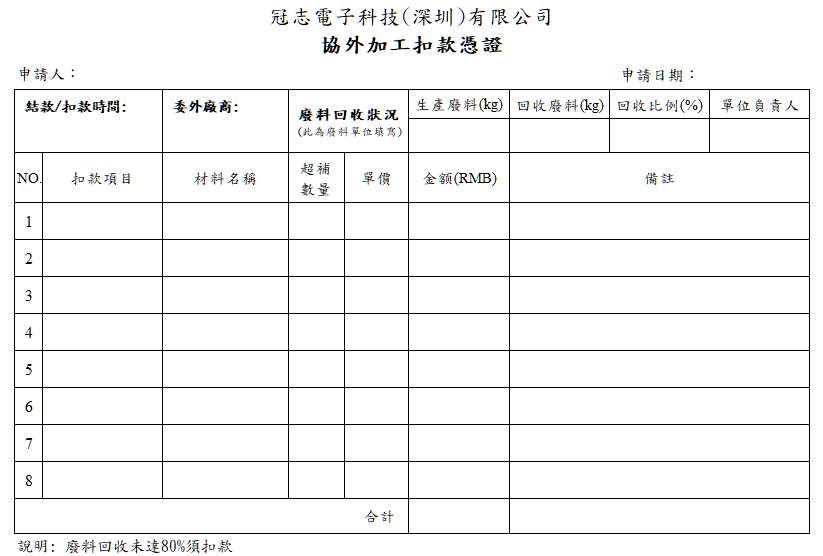 冠志電子科技(深圳)有限公司
協外加工扣款憑證
申請人： 申請日期：
結款/扣款時間: 委外廠商: 廢料回收狀況 (此為廢料單位填寫) 生產廢料(kg) 回收廢料(kg) 回收比例(%) 單位負責人
NO. 扣款項目 材料名稱 超補數量 單價 金额(RMB) 備註
1
2
3
4
5
6
7
8
合計
說明: 廢料回收未達80%須扣款